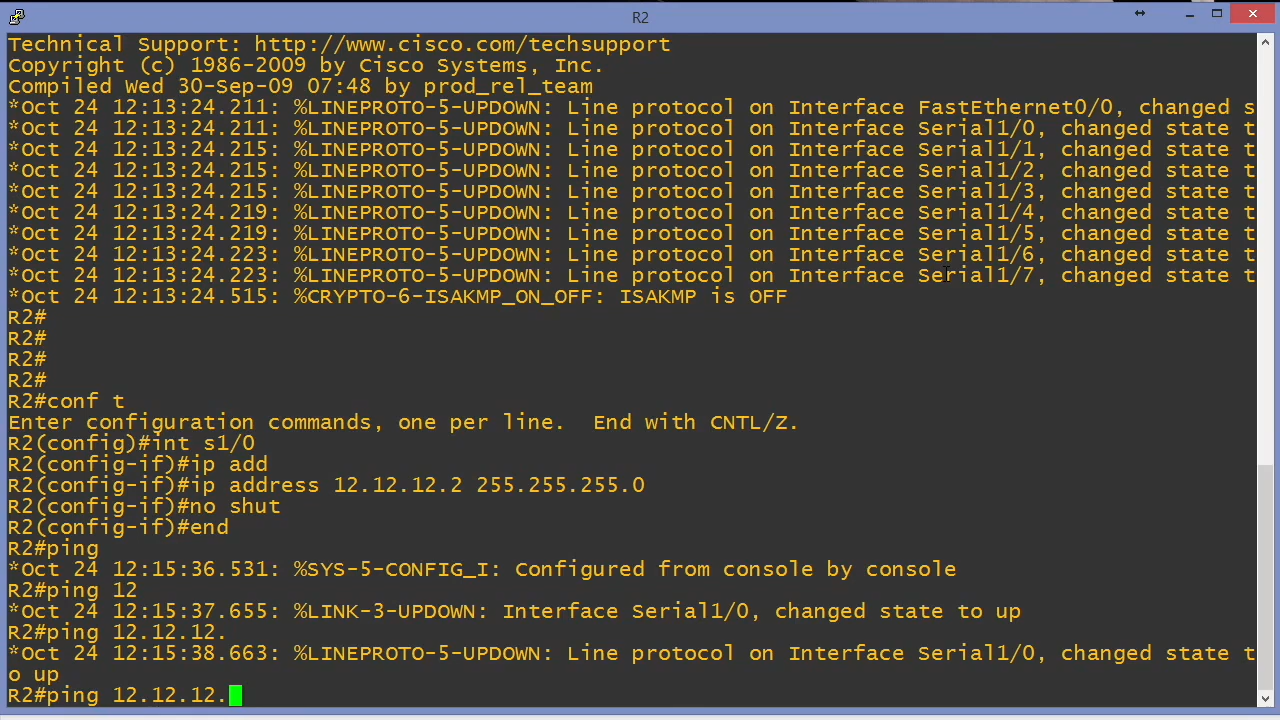 R2
Technical Support: http://www.cisco.com/techsupport
Copyright (c) 1986-2009 by Cisco Systems, Inc.
Compiled Wed 30-Sep-09 07:48 by prod_rel_team
*Oct 24 12:13:24.211: %LINEPROTO-5-UPDOWN: Line protocol on Interface FastEthernet0/0, changed s
*Oct 24 12:13:24.211: %LINEPROTO-5-UPDOWN: Line protocol on Interface Serial1/0, changed state t
*Oct 24 12:13:24.215: %LINEPROTO-5-UPDOWN: Line protocol on Interface Serial1/1, changed state t
*Oct 24 12:13:24.215: %LINEPROTO-5-UPDOWN: Line protocol on Interface Serial1/2, changed state t
*Oct 24 12:13:24.215: %LINEPROTO-5-UPDOWN: Line protocol on Interface Serial1/3, changed state t
*Oct 24 12:13:24.219: %LINEPROTO-5-UPDOWN: Line protocol on Interface Serial1/4, changed state t
*Oct 24 12:13:24.219: %LINEPROTO-5-UPDOWN: Line protocol on Interface Serial1/5, changed state t
*Oct 24 12:13:24.223: %LINEPROTO-5-UPDOWN: Line protocol on Interface Serial1/6, changed state t
*Oct 24 12:13:24.223: %LINEPROTO-5-UPDOWN: Line protocol on Interface Serial1/7, changed state t
*Oct 24 12:13:24.515: %CRYPTO-6-ISAKMP_ON_OFF: ISAKMP is OFF
R2#
R2#
R2#
R2#
R2#conf t
Enter configuration commands, one per line.  End with CNTL/Z.
R2(config)#int s1/0
R2(config-if)#ip add
R2(config-if)#ip address 12.12.12.2 255.255.255.0
R2(config-if)#no shut
R2(config-if)#end
R2#ping
*Oct 24 12:15:36.531: %SYS-5-CONFIG_I: Configured from console by console
R2#ping 12
*Oct 24 12:15:37.655: %LINK-3-UPDOWN: Interface Serial1/0, changed state to up
R2#ping 12.12.12.
*Oct 24 12:15:38.663: %LINEPROTO-5-UPDOWN: Line protocol on Interface Serial1/0, changed state t
o up
R2#ping 12.12.12.